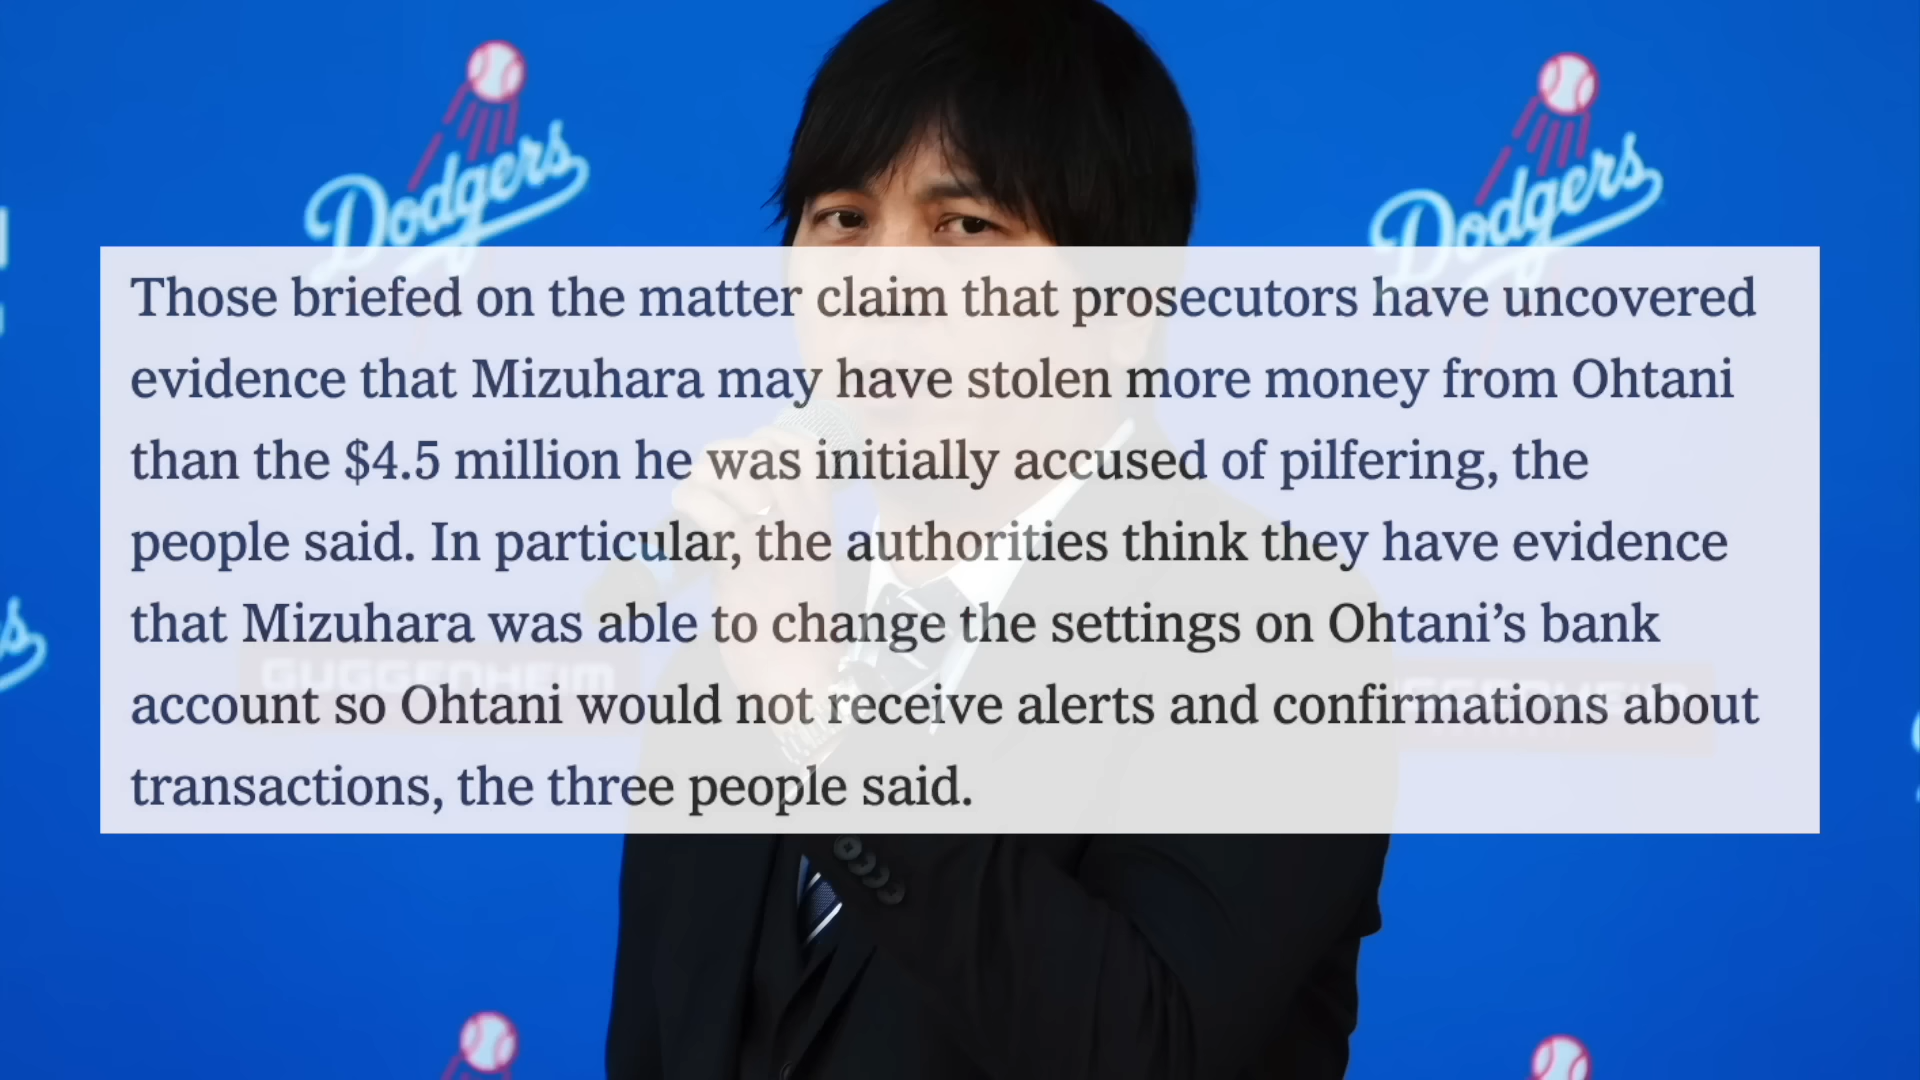 Dodgers
Dodgers
Those briefed on the matter claim that prosecutors have uncovered
evidence that Mizuhara may have stolen more money from Ohtani
than the $4.5 million he was initially accused of pilfering, the
people said. In particular, the authorities think they have evidence
that Mizuhara was able to change the settings on Ohtani’s bank
account so Ohtani would not receive alerts and confirmations about
transactions, the three people said.
GUGGENHEIM